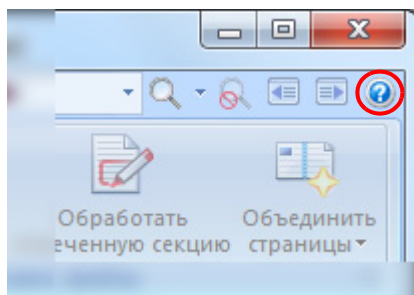 Обработать
еченную секцию
Объединить
страницы